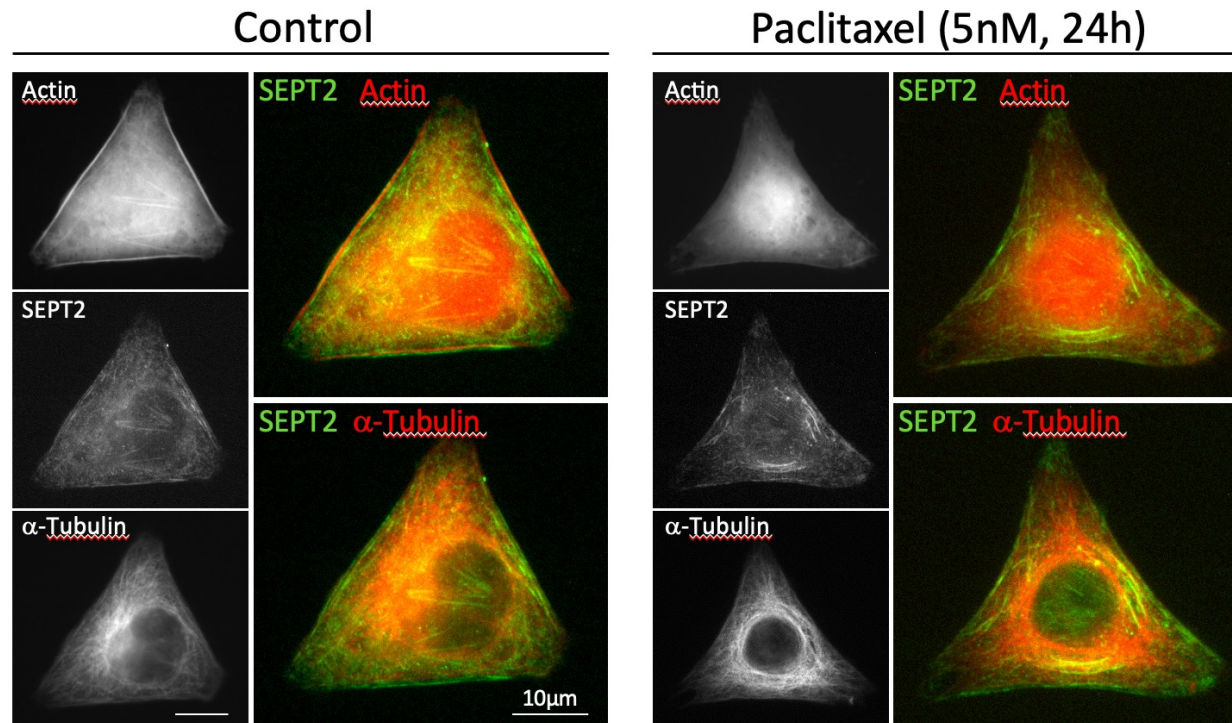 Control
Actin
SEPT2 Actin
SEPT2
SEPT2 α-Tubulin
α-Tubulin
10µm
Paclitaxel (5nM, 24h)
Actin
SEPT2 Actin
SEPT2
SEPT2 α-Tubulin
α-Tubulin